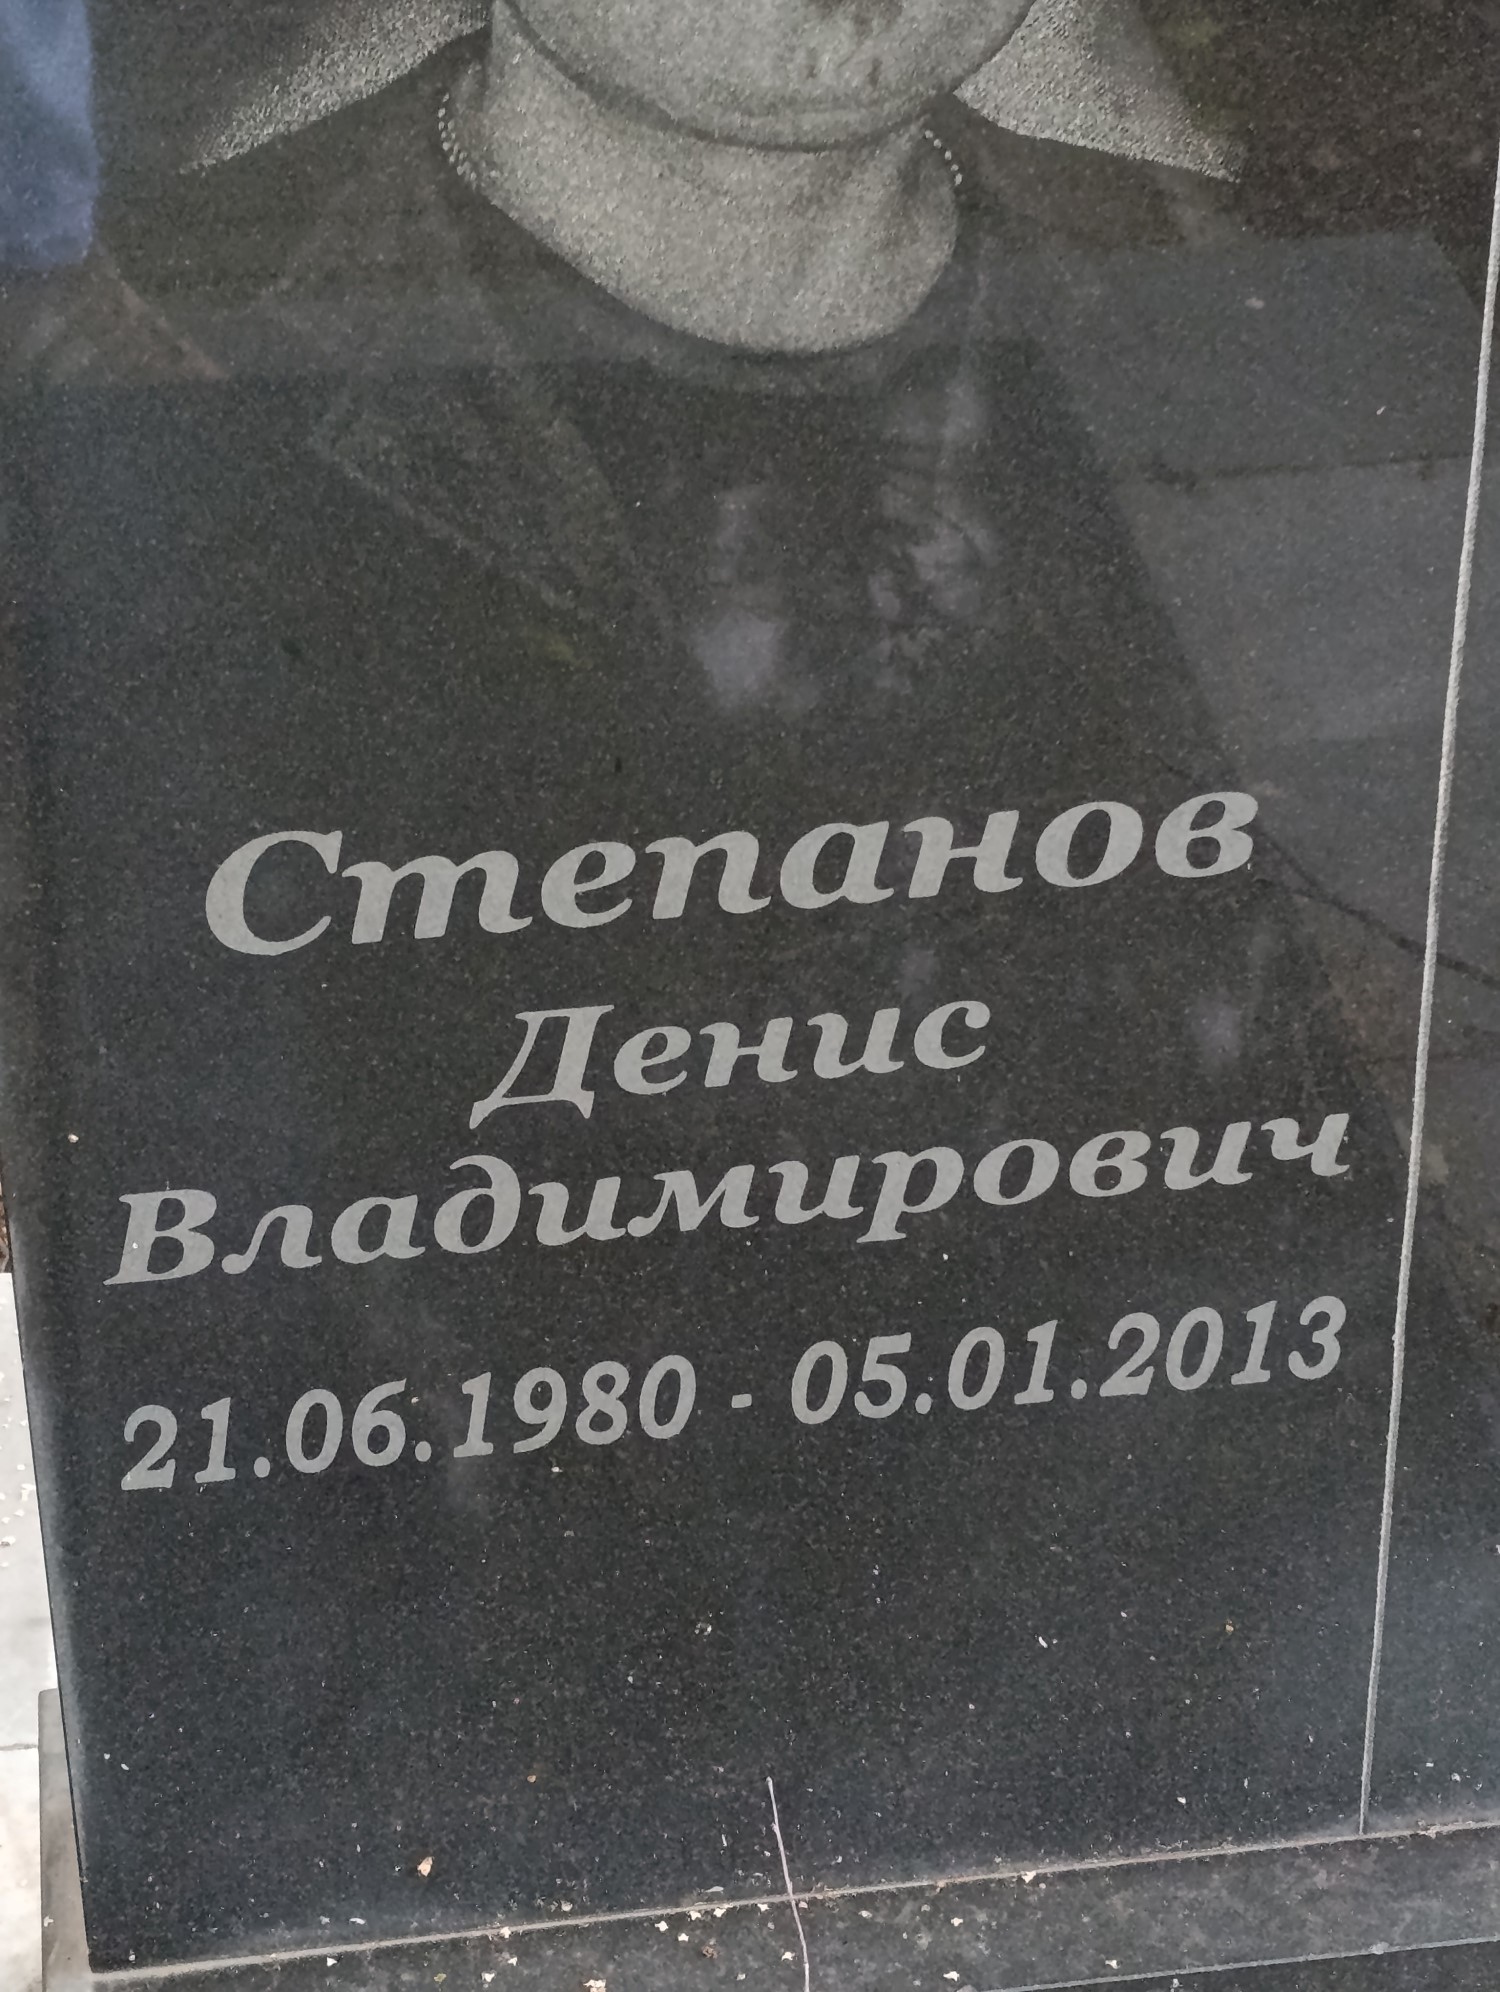 Степанов
Денис
Владимирович
21.06.1980 - 05.01.2013